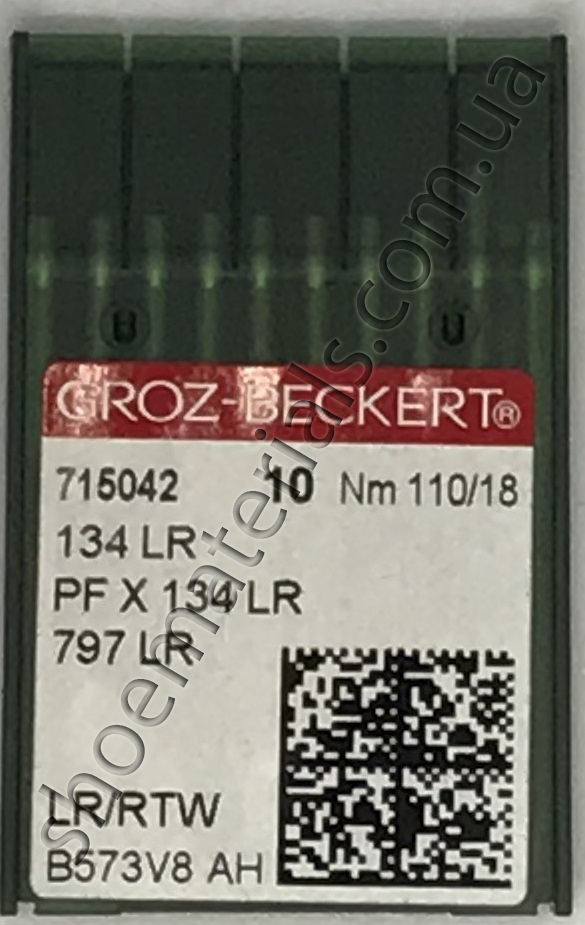 GROZ-BECKERT®
715042 10 Nm 110/18
134 LR
PF X 134 LR
797 LR
LR/RTW
B573V8 AH
shoematerials.com.ua